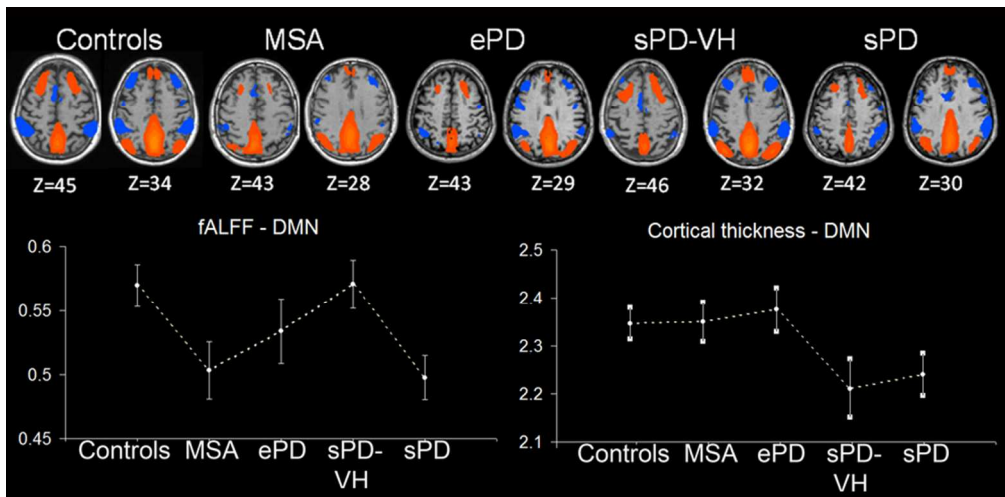 Controls MSA ePD sPD-VH sPD
Z=45 Z=34 Z=43 Z=28 Z=43 Z=29 Z=46 Z=32 Z=42 Z=30
fALFF - DMN
0.6
0.55
0.5
0.45
Controls MSA ePD sPD-VH sPD
Cortical thickness - DMN
2.5
2.4
2.3
2.2
2.1
Controls MSA ePD sPD-VH sPD